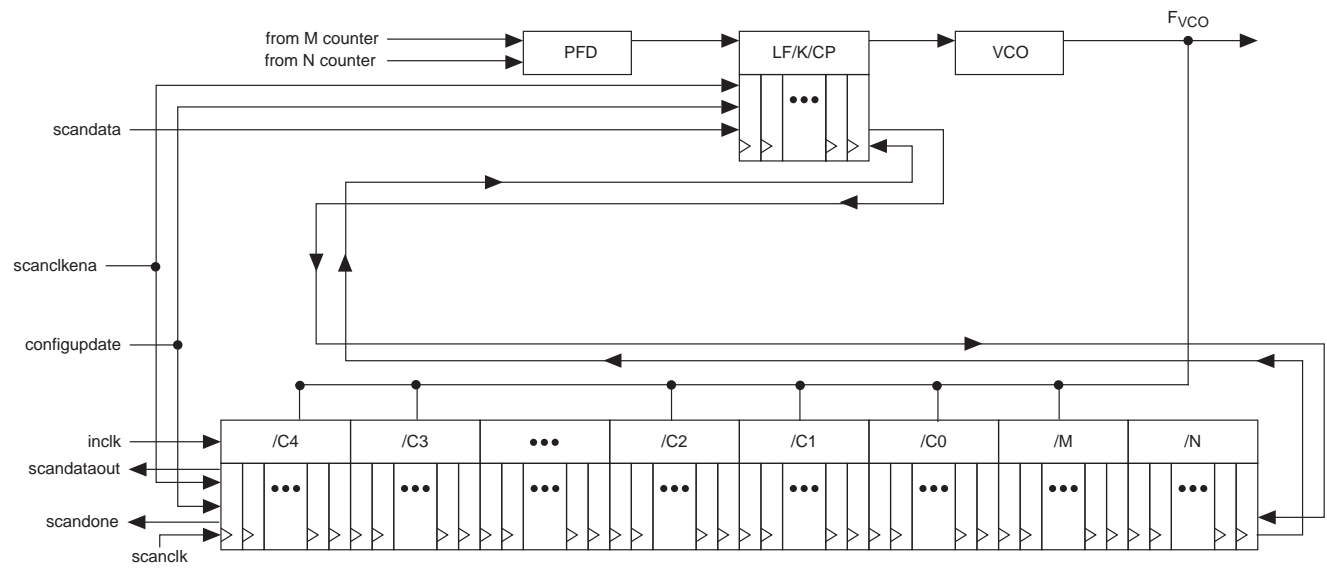 F_VCO
from M counter
from N counter
PFD
LF/K/CP
VCO
•••
scandata
scanclkena
configupdate
inclk
/C4
/C3
•••
/C2
/C1
/C0
/M
/N
scandataout
•••
•••
•••
•••
•••
•••
•••
•••
scandone
scanclk